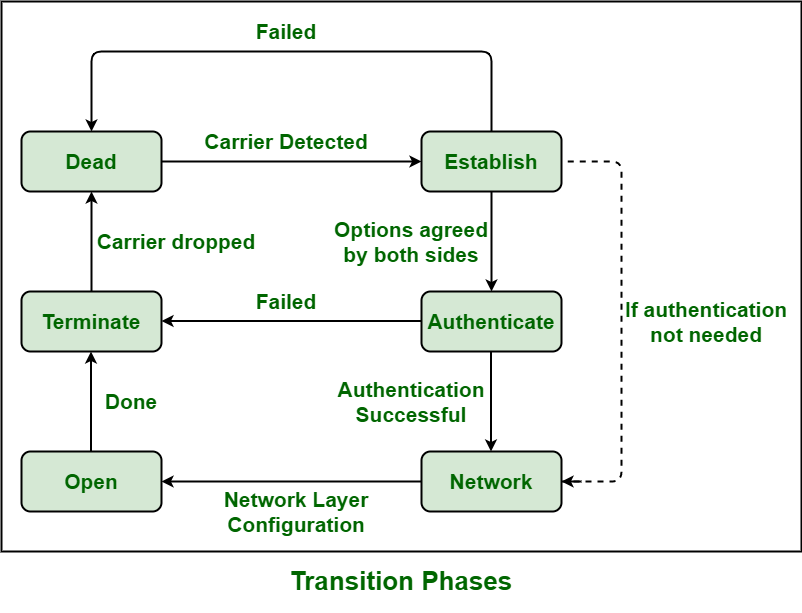 Failed
Dead
Carrier Detected
Establish
Carrier dropped
Options agreed
by both sides
Terminate
Failed
Authenticate
If authentication
not needed
Done
Authentication
Successful
Open
Network Layer
Configuration
Network
Transition Phases